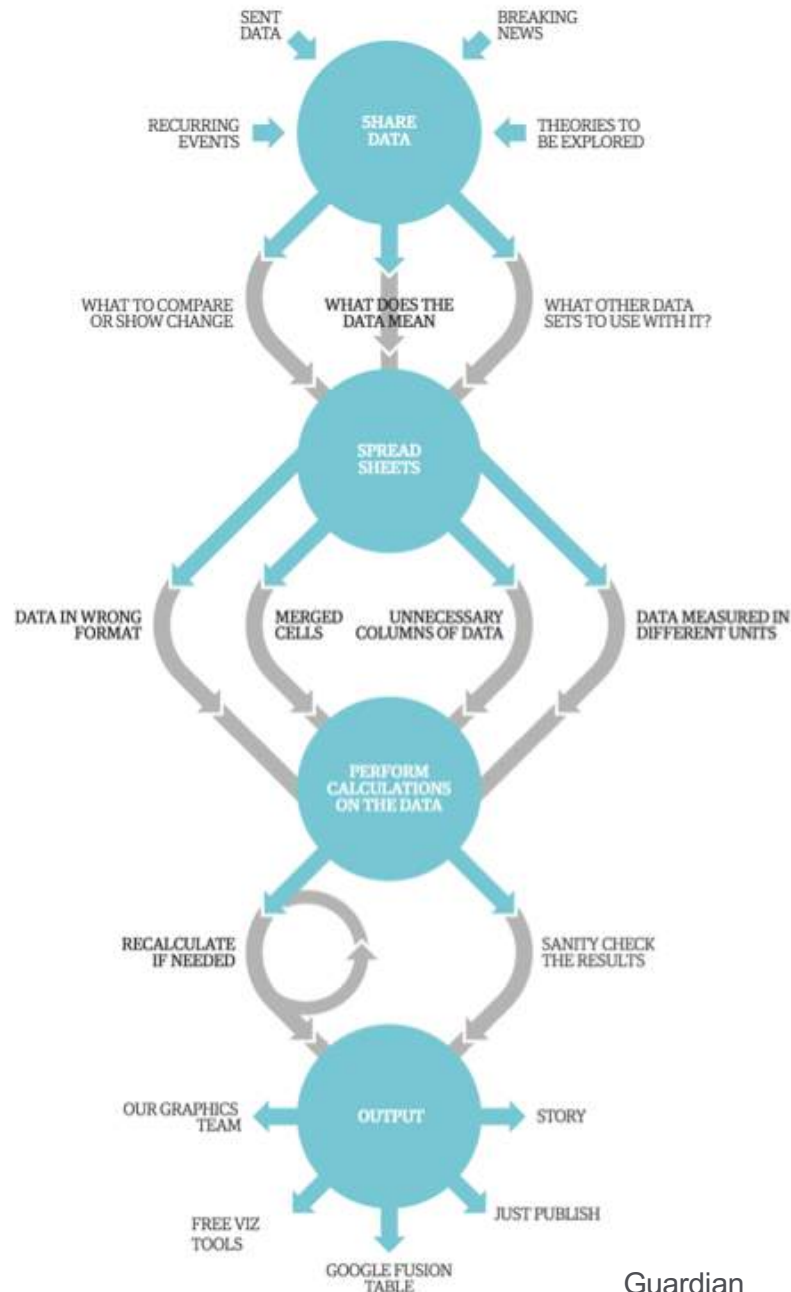 SENT
DATA
BREAKING
NEWS
RECURRING
EVENTS
SHARE
DATA
THEORIES TO
BE EXPLORED
WHAT TO COMPARE
OR SHOW CHANGE
WHAT DOES THE
DATA MEAN
WHAT OTHER DATA
SETS TO USE WITH IT?
SPREAD
SHEETS
DATA IN WRONG
FORMAT
MERGED
CELLS
UNNECESSARY
COLUMNS OF DATA
DATA MEASURED IN
DIFFERENT UNITS
PERFORM
CALCULATIONS
ON THE DATA
RECALCULATE
IF NEEDED
SANITY CHECK
THE RESULTS
OUR GRAPHICS
TEAM
OUTPUT
STORY
FREE VIZ
TOOLS
JUST PUBLISH
GOOGLE FUSION
TABLE
Guardian